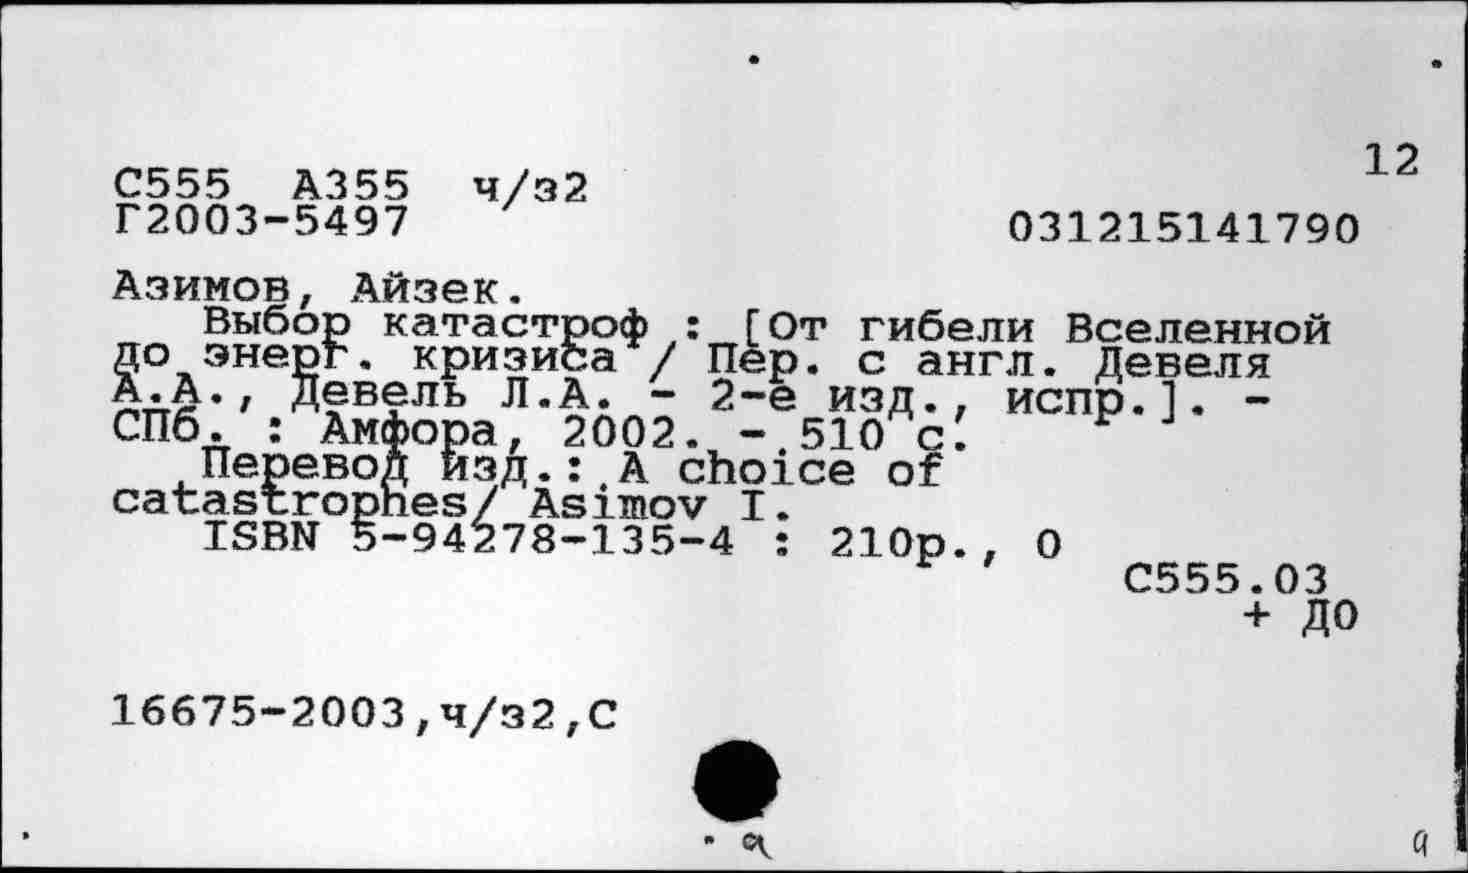 12
С555 А355 ч/з2
Г2003-5497 031215141790
Азимов, Айзек.
Выбор катастроф : [От гибели Вселенной
до энерг. кризиса / Пер. с англ. Девеля
А.А., Девель Л.А. - 2-е изд., испр.]. -
СПб. : Амфора, 2002. - 510 с.
Перевод изд.: A choice of
catastrophes/ Asimov I.
ISBN 5-94278-135-4 : 210р., 0
С555.03
+ ДО
16675-2003,ч/з2,С